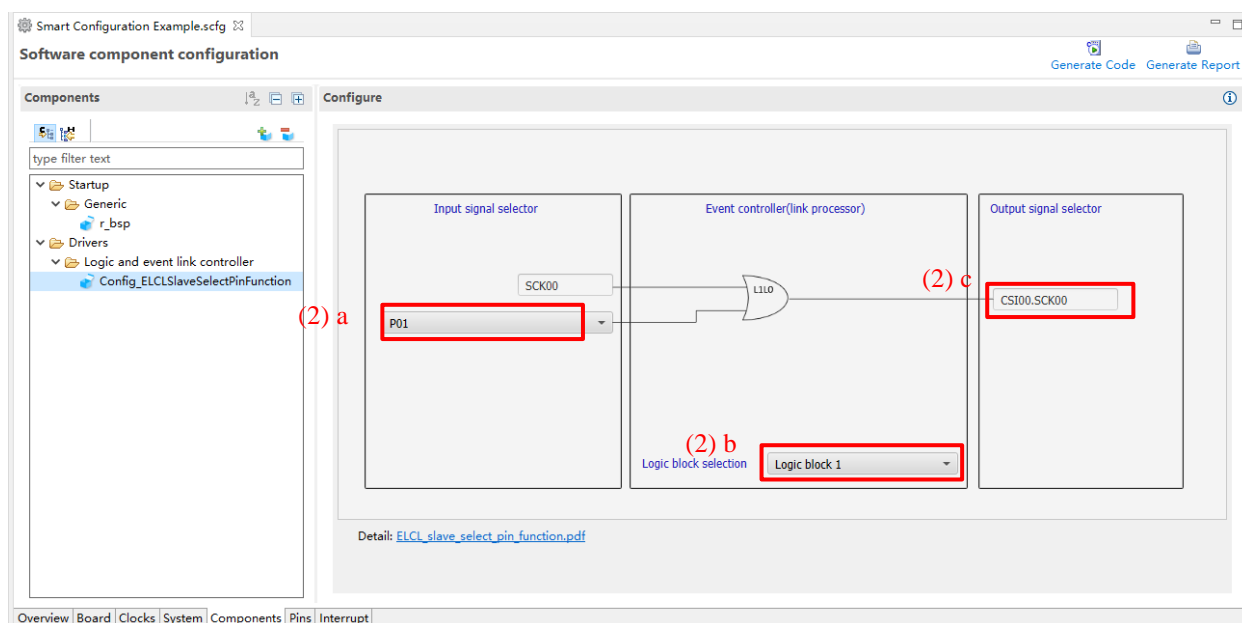 Smart Configuration Example.scfg
Software component configuration
Generate Code Generate Report
Components
Configure
type filter text
Startup
Generic
r_bsp
Drivers
Logic and event link controller
Config_ELCLSlaveSelectPinFunction
Input signal selector
Event controller(link processor)
Output signal selector
SCK00
L1L0
(2) c
CSI00.SCK00
(2) a
P01
(2) b
Logic block selection
Logic block 1
Detail: ELCL_slave_select_pin_function.pdf
Overview Board Clocks System Components Pins Interrupt